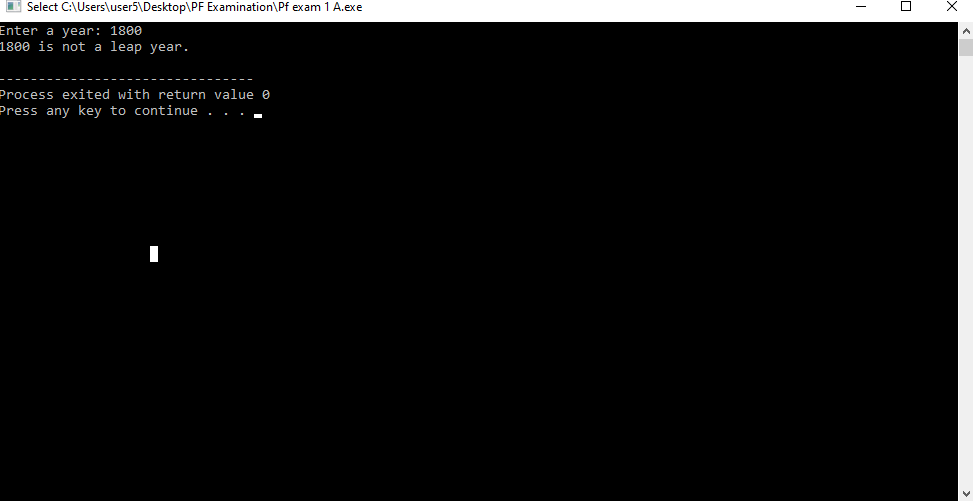 Select C:\Users\user5\Desktop\PF Examination\Pf exam 1 A.exe
Enter a year: 1800
1800 is not a leap year.
--------------------------------
Process exited with return value 0
Press any key to continue . . .